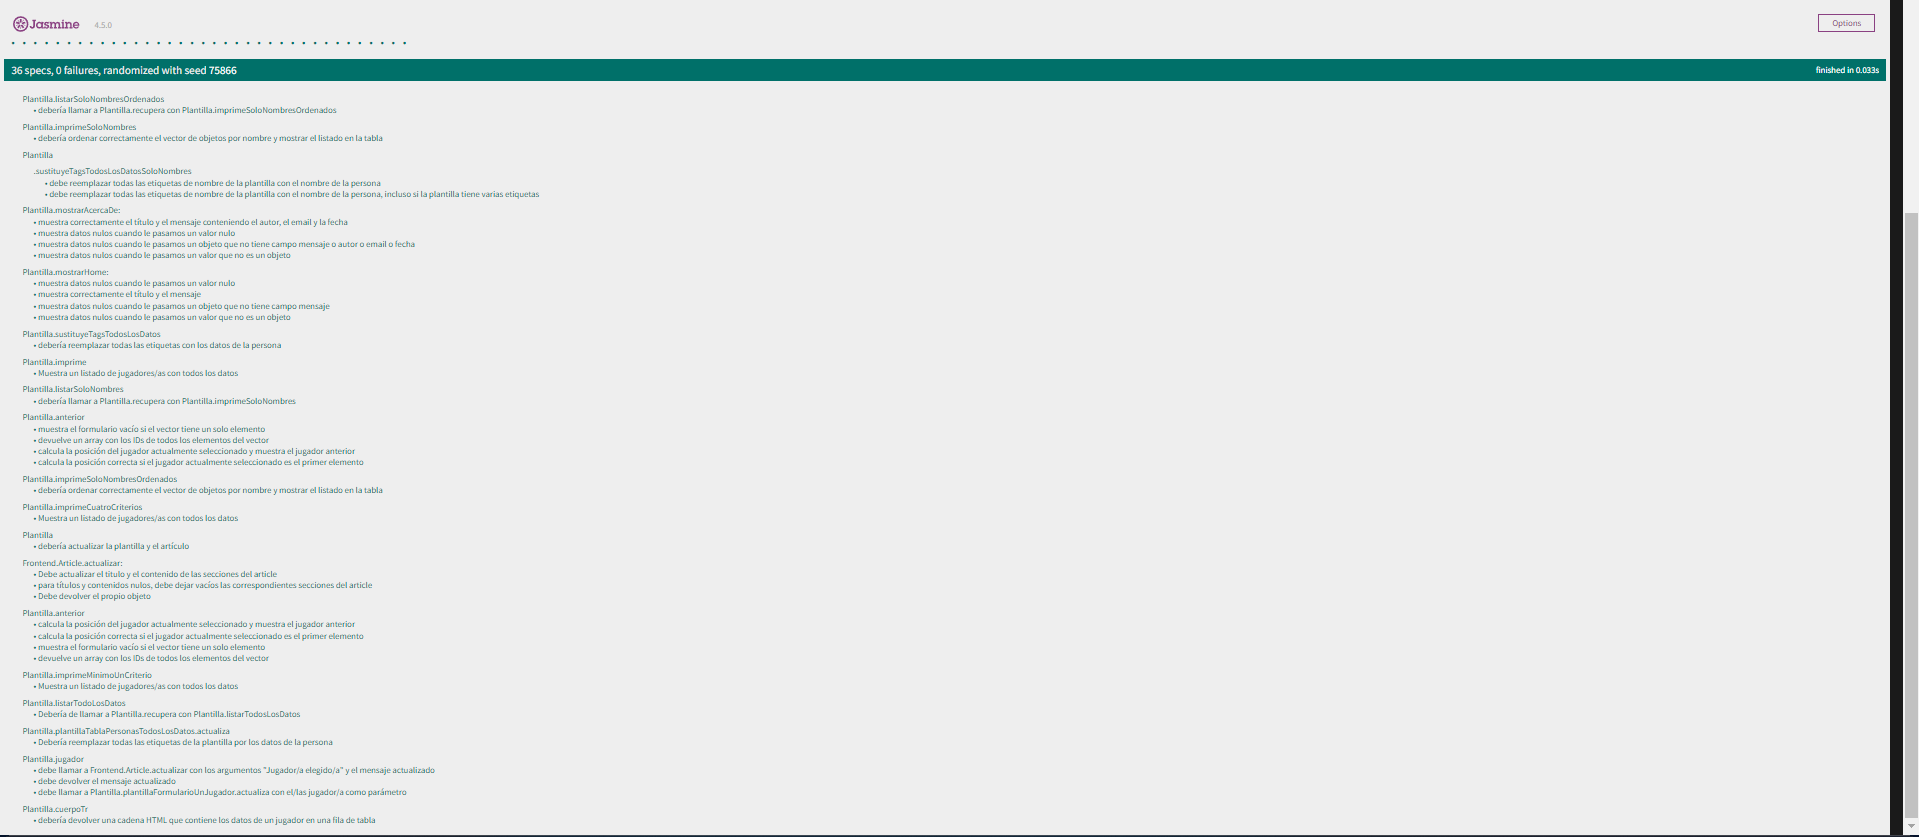 Jasmine 4.5.0
Options
36 specs, 0 failures, randomized with seed 75866
finished in 0.033s
Plantilla.listarSoloNombresOrdenados
• debería llamar a Plantilla.recupera con Plantilla.imprimeSoloNombresOrdenados
Plantilla.imprimeSoloNombres
• debería ordenar correctamente el vector de objetos por nombre y mostrar el listado en la tabla
Plantilla
.sustituyeTagsTodosLosDatosSoloNombres
• debe reemplazar todas las etiquetas de nombre de la plantilla con el nombre de la persona
• debe reemplazar todas las etiquetas de nombre de la plantilla con el nombre de la persona, incluso si la plantilla tiene varias etiquetas
Plantilla.mostrarAcercaDe:
• muestra correctamente el título y el mensaje conteniendo el autor, el email y la fecha
• muestra datos nulos cuando le pasamos un valor nulo
• muestra datos nulos cuando le pasamos un objeto que no tiene campo mensaje o autor o email o fecha
• muestra datos nulos cuando le pasamos un valor que no es un objeto
Plantilla.mostrarHome:
• muestra datos nulos cuando le pasamos un valor nulo
• muestra correctamente el título y el mensaje
• muestra datos nulos cuando le pasamos un objeto que no tiene campo mensaje
• muestra datos nulos cuando le pasamos un valor que no es un objeto
Plantilla.sustituyeTagsTodosLosDatos
• debería reemplazar todas las etiquetas con los datos de la persona
Plantilla.imprime
• Muestra un listado de jugadores/as con todos los datos
Plantilla.listarSoloNombres
• debería llamar a Plantilla.recupera con Plantilla.imprimeSoloNombres
Plantilla.anterior
• muestra el formulario vacío si el vector tiene un solo elemento
• devuelve un array con los IDs de todos los elementos del vector
• calcula la posición del jugador actualmente seleccionado y muestra el jugador anterior
• calcula la posición correcta si el jugador actualmente seleccionado es el primer elemento
Plantilla.imprimeSoloNombresOrdenados
• debería ordenar correctamente el vector de objetos por nombre y mostrar el listado en la tabla
Plantilla.imprimeCuatroCriterios
• Muestra un listado de jugadores/as con todos los datos
Plantilla
• debería actualizar la plantilla y el artículo
Frontend.Article.actualizar:
• Debe actualizar el titulo y el contenido de las secciones del article
• para títulos y contenidos nulos, debe dejar vacíos las correspondientes secciones del article
• Debe devolver el propio objeto
Plantilla.anterior
• calcula la posición del jugador actualmente seleccionado y muestra el jugador anterior
• calcula la posición correcta si el jugador actualmente seleccionado es el primer elemento
• muestra el formulario vacío si el vector tiene un solo elemento
• devuelve un array con los IDs de todos los elementos del vector
Plantilla.imprimeMinimoUnCriterio
• Muestra un listado de jugadores/as con todos los datos
Plantilla.listarTodoLosDatos
• Debería de llamar a Plantilla.recupera con Plantilla.listarTodosLosDatos
Plantilla.plantillaTablaPersonasTodosLosDatos.actualiza
• Debería reemplazar todas las etiquetas de la plantilla por los datos de la persona
Plantilla.jugador
• debe llamar a Frontend.Article.actualizar con los argumentos "Jugador/a elegido/a" y el mensaje actualizado
• debe devolver el mensaje actualizado
• debe llamar a Plantilla.plantillaFormularioUnJugador.actualiza con el/las jugador/a como parámetro
Plantilla.cuerpoTr
• debería devolver una cadena HTML que contiene los datos de un jugador en una fila de tabla